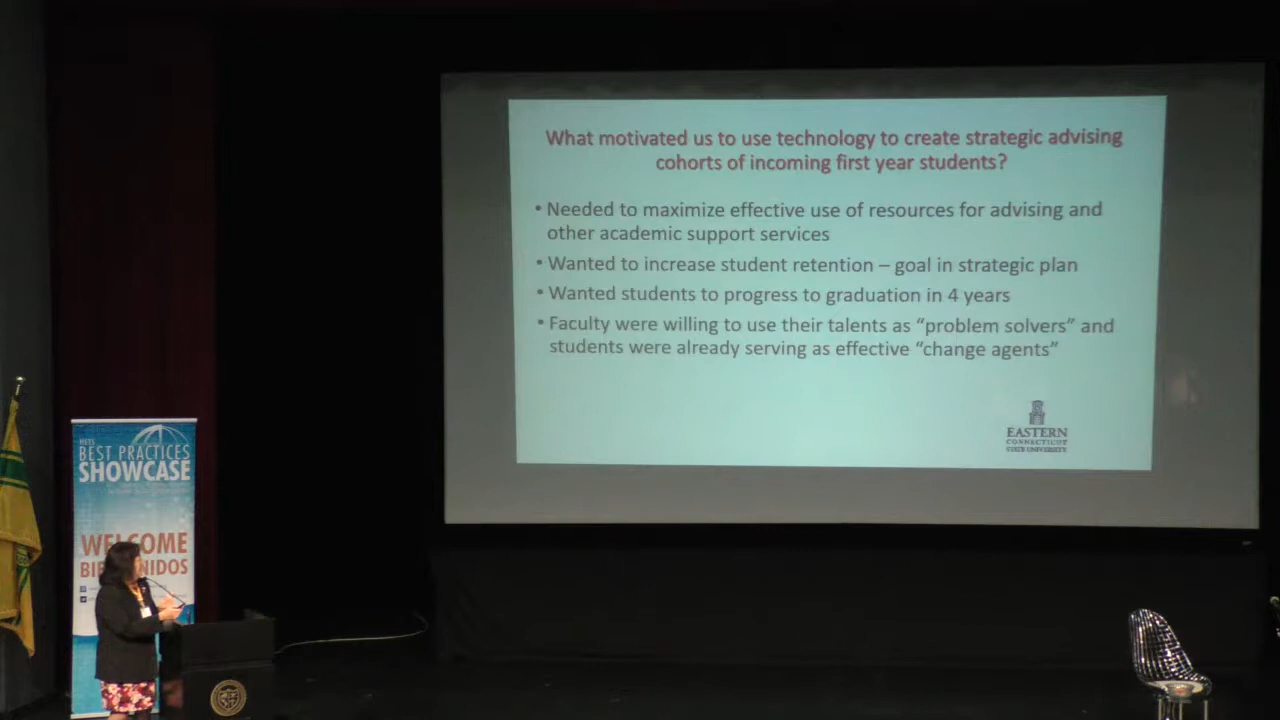 What motivated us to use technology to create strategic advising
cohorts of incoming first year students?
• Needed to maximize effective use of resources for advising and
other academic support services
• Wanted to increase student retention – goal in strategic plan
• Wanted students to progress to graduation in 4 years
• Faculty were willing to use their talents as “problem solvers” and
students were already serving as effective “change agents”
EASTERN
CONNECTICUT
STATE UNIVERSITY
HETS
BEST PRACTICES
SHOWCASE
WELCOME